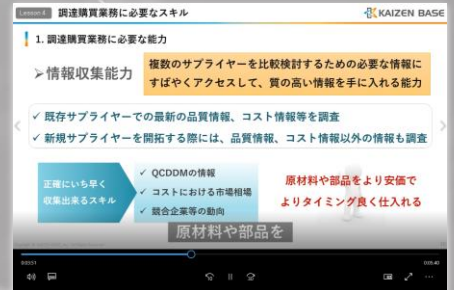 Lesson4 調達購買業務に必要なスキル
KAIZEN BASE
1. 調達購買業務に必要な能力
➢情報収集能力
複数のサプライヤーを比較検討するための必要な情報に
すばやくアクセスして、質の高い情報を手に入れる能力
✓ 既存サプライヤーでの最新の品質情報、コスト情報等を調査
✓ 新規サプライヤーを開拓する際には、品質情報、コスト情報以外の情報も調査
正確にいち早く
収集出来るスキル
✓ QCDDMの情報
✓ コストにおける市場相場
✓ 競合企業等の動向
原材料や部品をより安価で
よりタイミング良く仕入れる
原材料や部品を
0:03:51
0:05:40